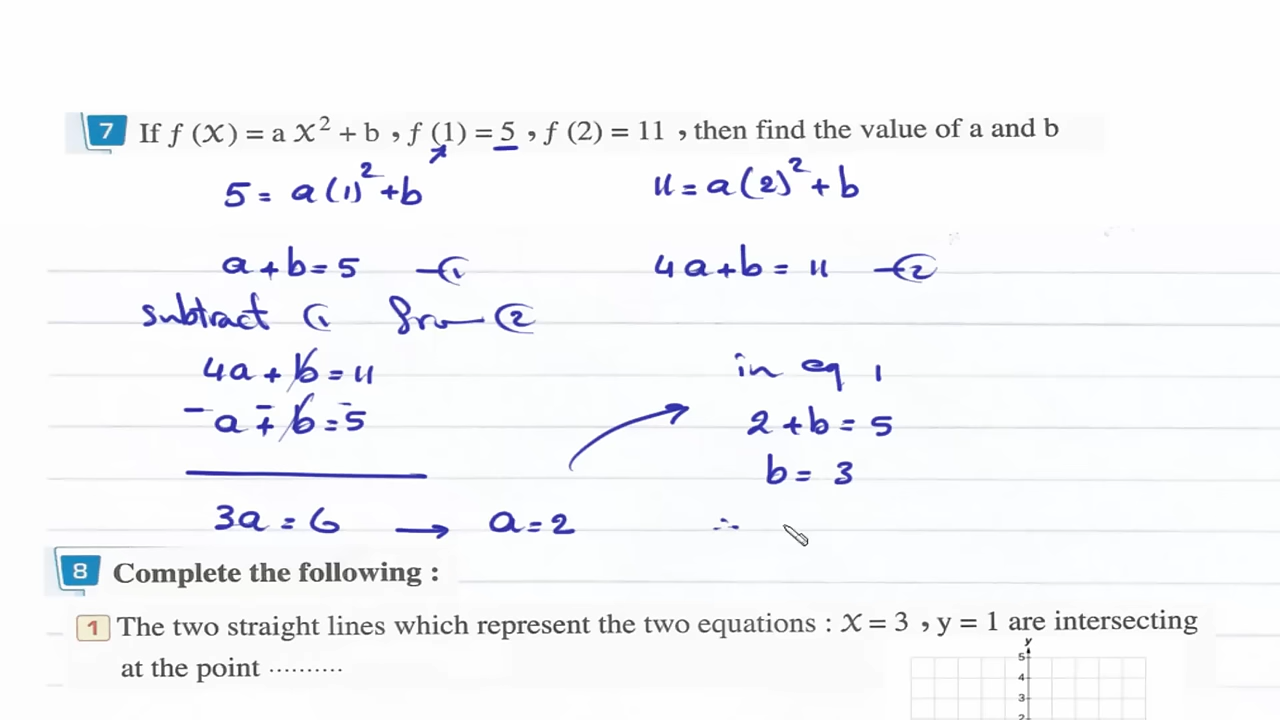 7 If f (X) = a X² + b , f (1) = 5 , f (2) = 11 , then find the value of a and b
5 = a(1)² + b
11 = a(2)² + b
a + b = 5 —①
4a + b = 11 —②
subtract ① from ②
4a + b = 11
- a + b = 5
- -
3a = 6 → a = 2
in eq 1
2 + b = 5
b = 3
∴
8 Complete the following :
1 The two straight lines which represent the two equations : X = 3 , y = 1 are intersecting
at the point ..........
y
5
4
3
2